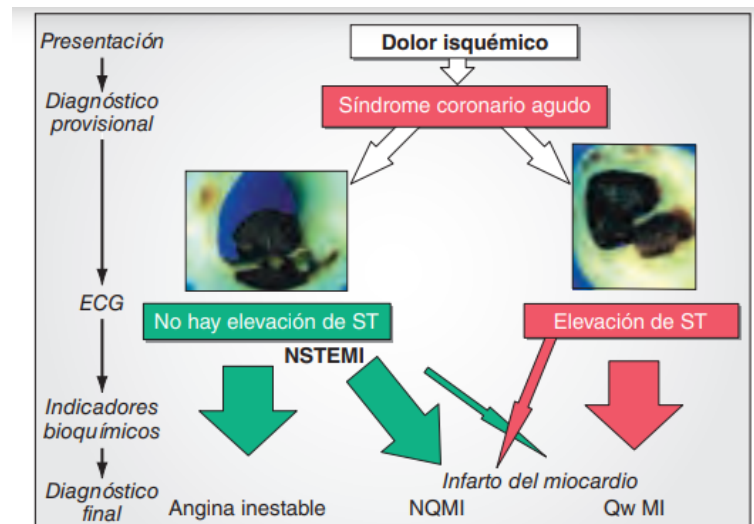 Presentación
Dolor isquémico
Diagnóstico
provisional
Síndrome coronario agudo
ECG
No hay elevación de ST
Elevación de ST
NSTEMI
Indicadores
bioquímicos
Infarto del miocardio
Diagnóstico
final
Angina inestable
NQMI
Qw MI